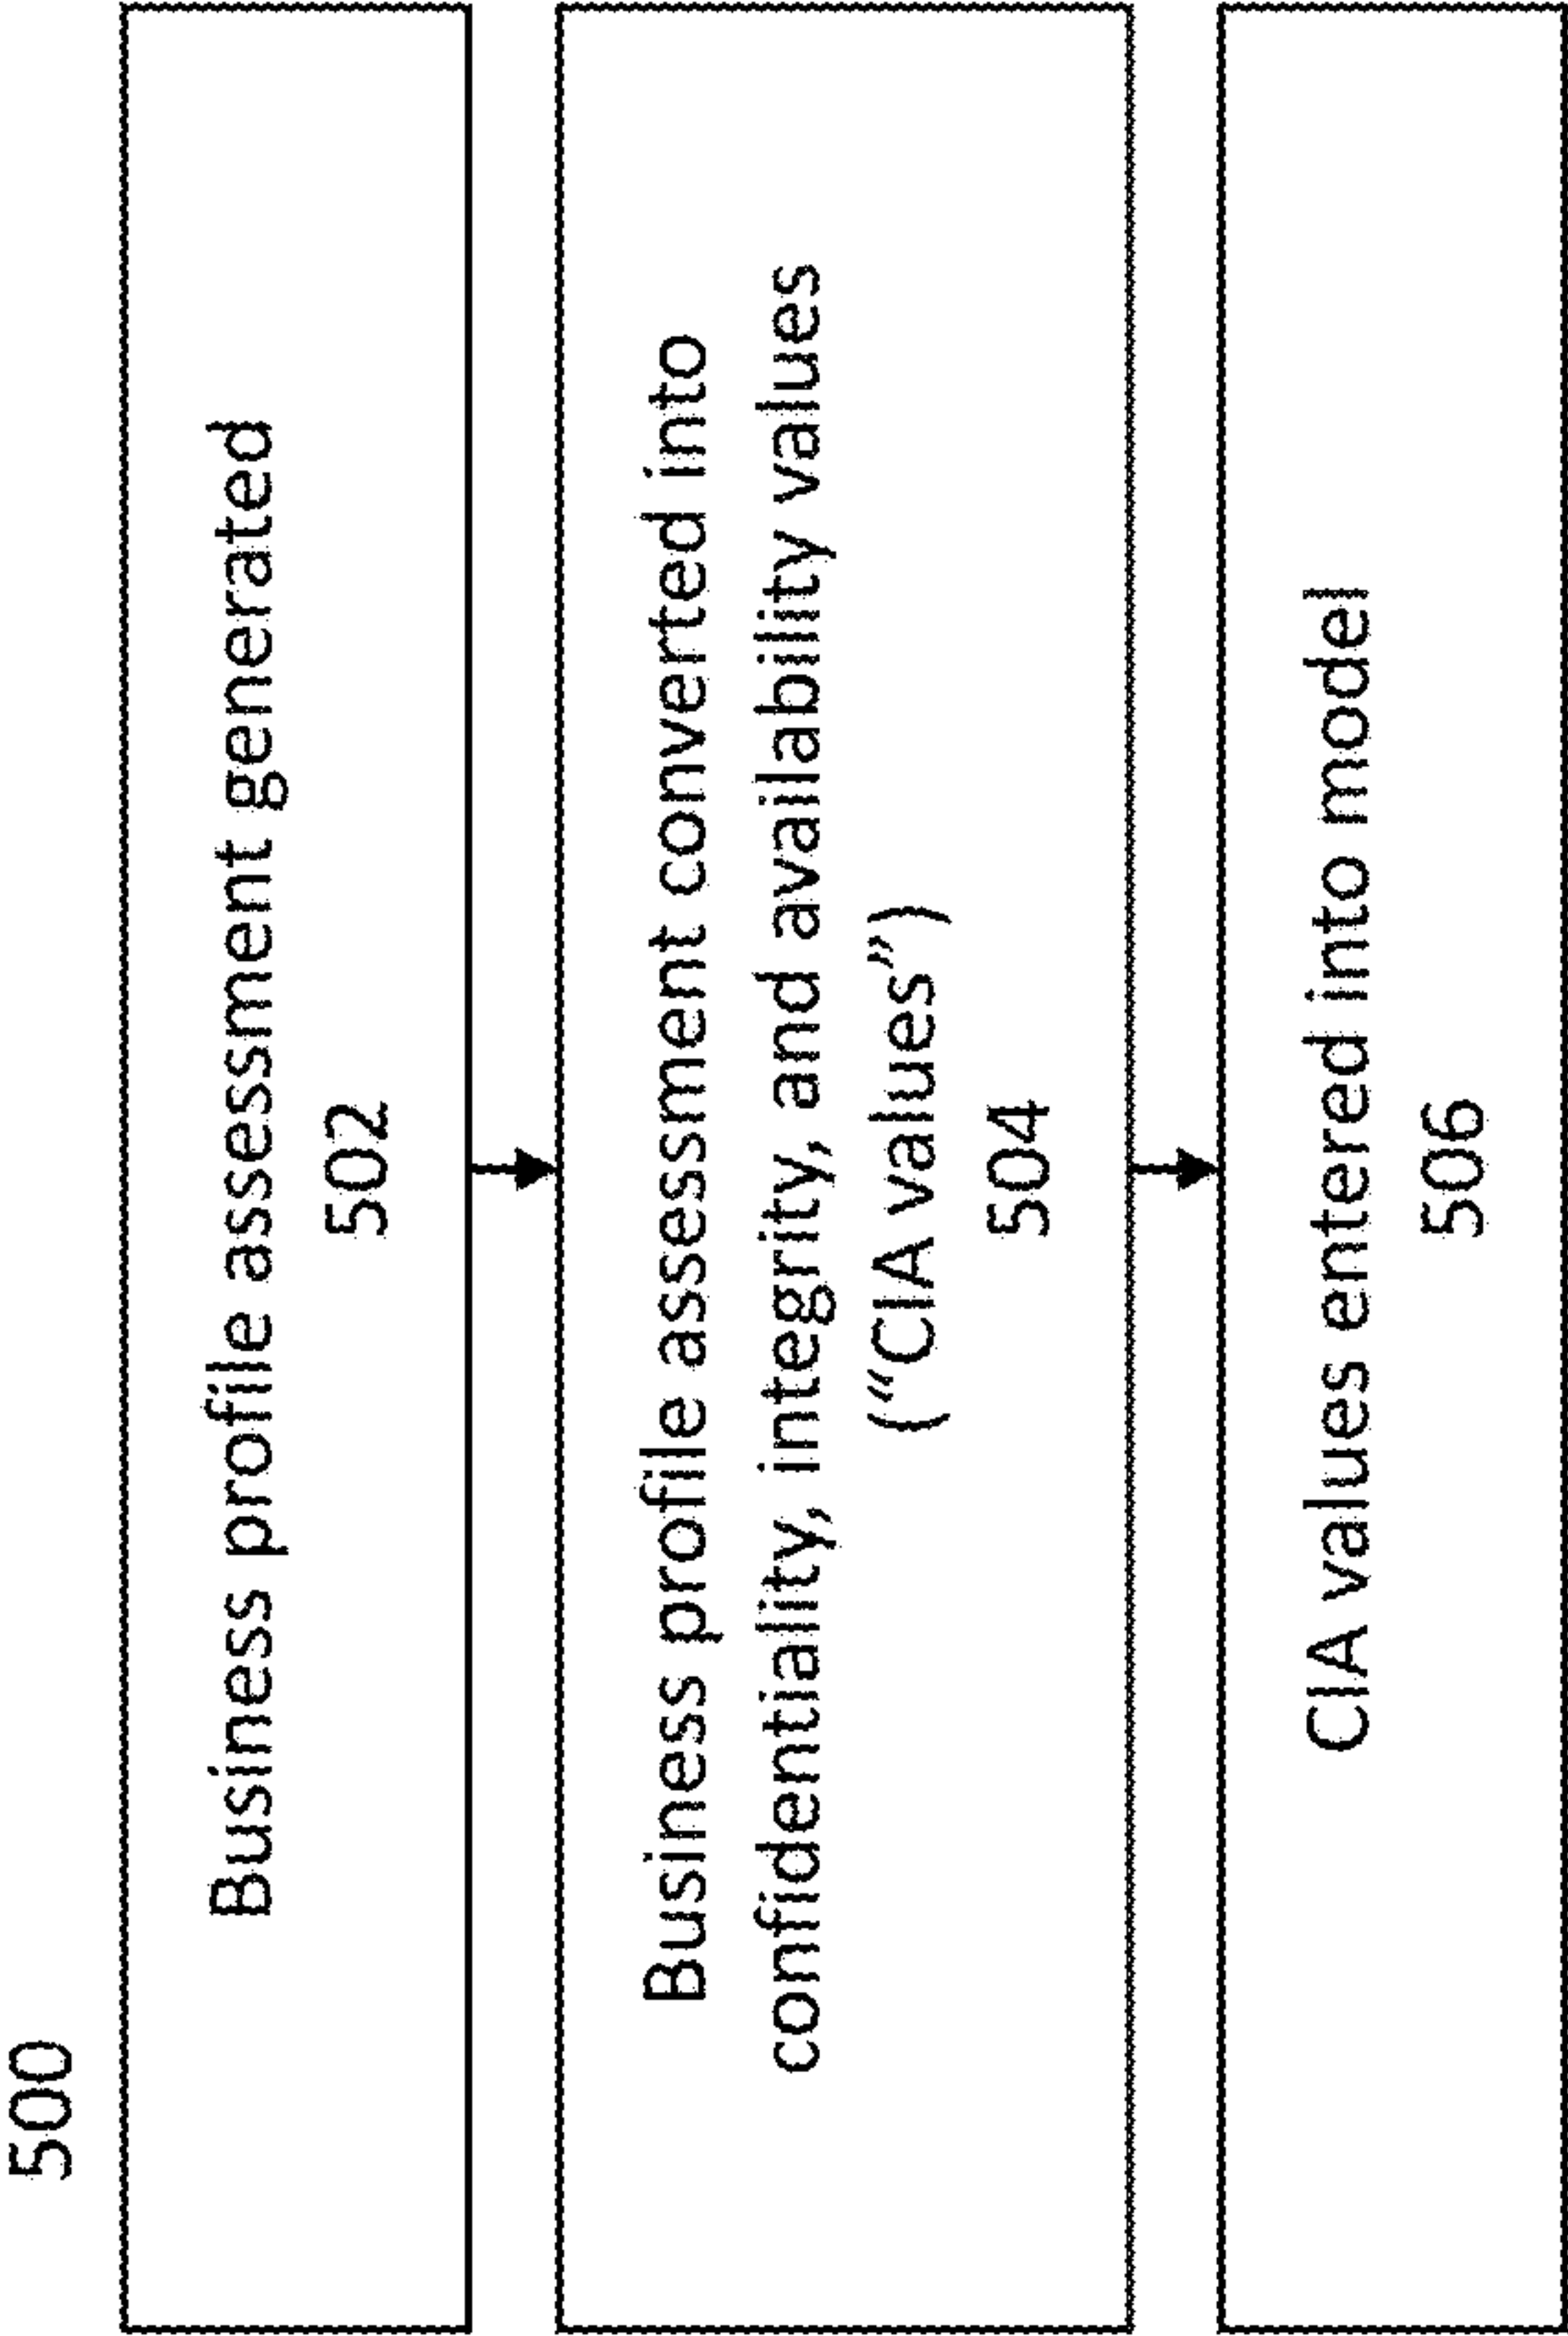 500
Business profile assessment generated
502
Business profile assessment converted into
confidentiality, integrity, and availability values
(“CIA values”)
504
CIA values entered into model
506